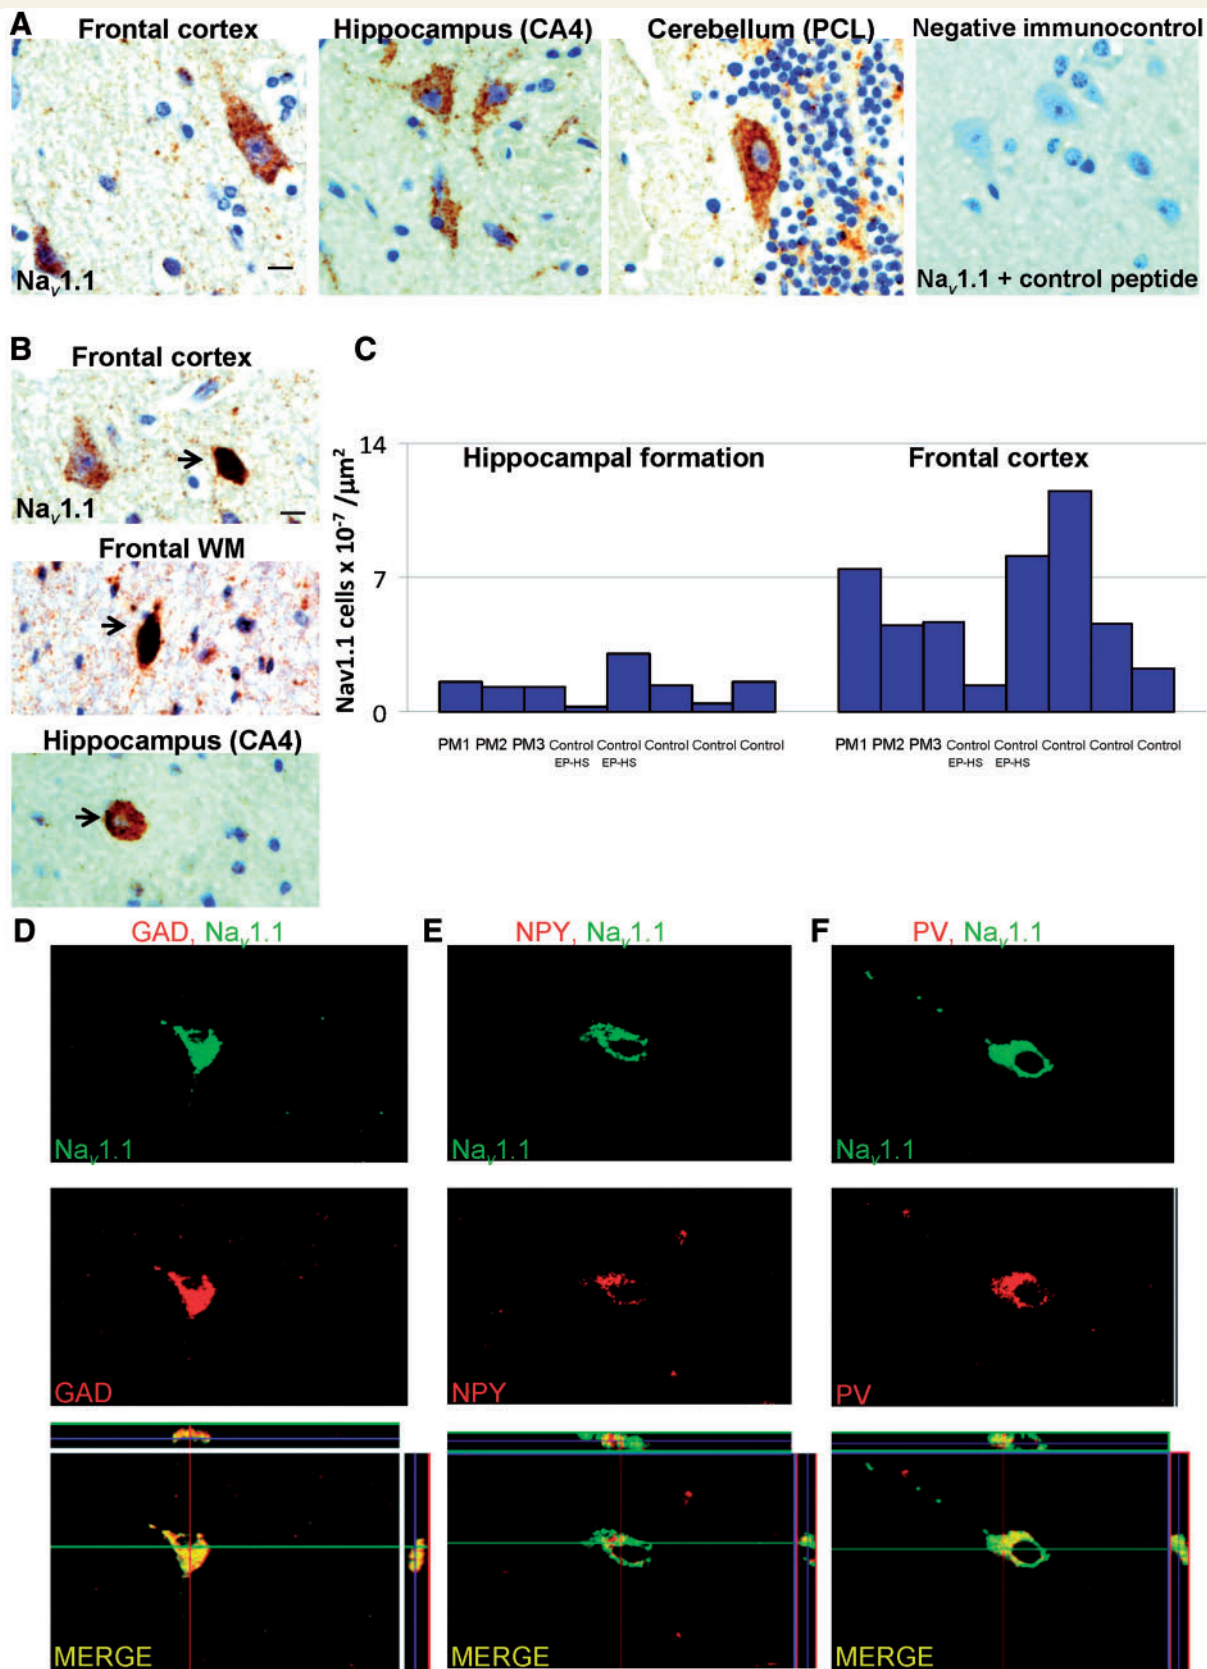 A
Frontal cortex
Hippocampus (CA4)
Cerebellum (PCL)
Negative immunocontrol
Naᵥ1.1
Naᵥ1.1 + control peptide
B
Frontal cortex
Naᵥ1.1
Frontal WM
Hippocampus (CA4)
C
Nav1.1 cells x 10⁻⁷ /µm²
14
7
0
Hippocampal formation
Frontal cortex
PM1 PM2 PM3 Control EP-HS Control EP-HS Control Control Control
PM1 PM2 PM3 Control EP-HS Control EP-HS Control Control Control
D
GAD, Naᵥ1.1
Naᵥ1.1
GAD
MERGE
E
NPY, Naᵥ1.1
Naᵥ1.1
NPY
MERGE
F
PV, Naᵥ1.1
Naᵥ1.1
PV
MERGE